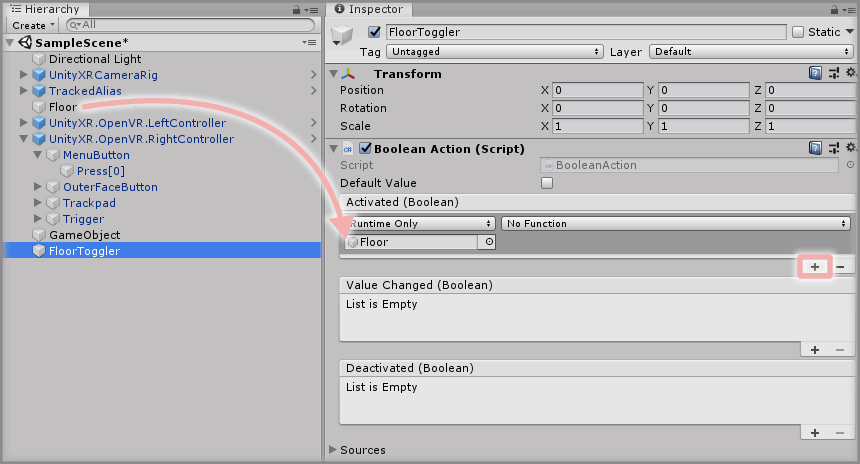 Hierarchy
Create
All
SampleScene*
Directional Light
UnityXRCameraRig
TrackedAlias
Floor
UnityXR.OpenVR.LeftController
UnityXR.OpenVR.RightController
MenuButton
Press[0]
OuterFaceButton
Trackpad
Trigger
GameObject
FloorToggler
Inspector
FloorToggler
Static
Tag Untagged Layer Default
Transform
Position X 0 Y 0 Z 0
Rotation X 0 Y 0 Z 0
Scale X 1 Y 1 Z 1
Boolean Action (Script)
Script BooleanAction
Default Value
Activated (Boolean)
Runtime Only No Function
Floor
+ −
Value Changed (Boolean)
List is Empty
+ −
Deactivated (Boolean)
List is Empty
+ −
Sources